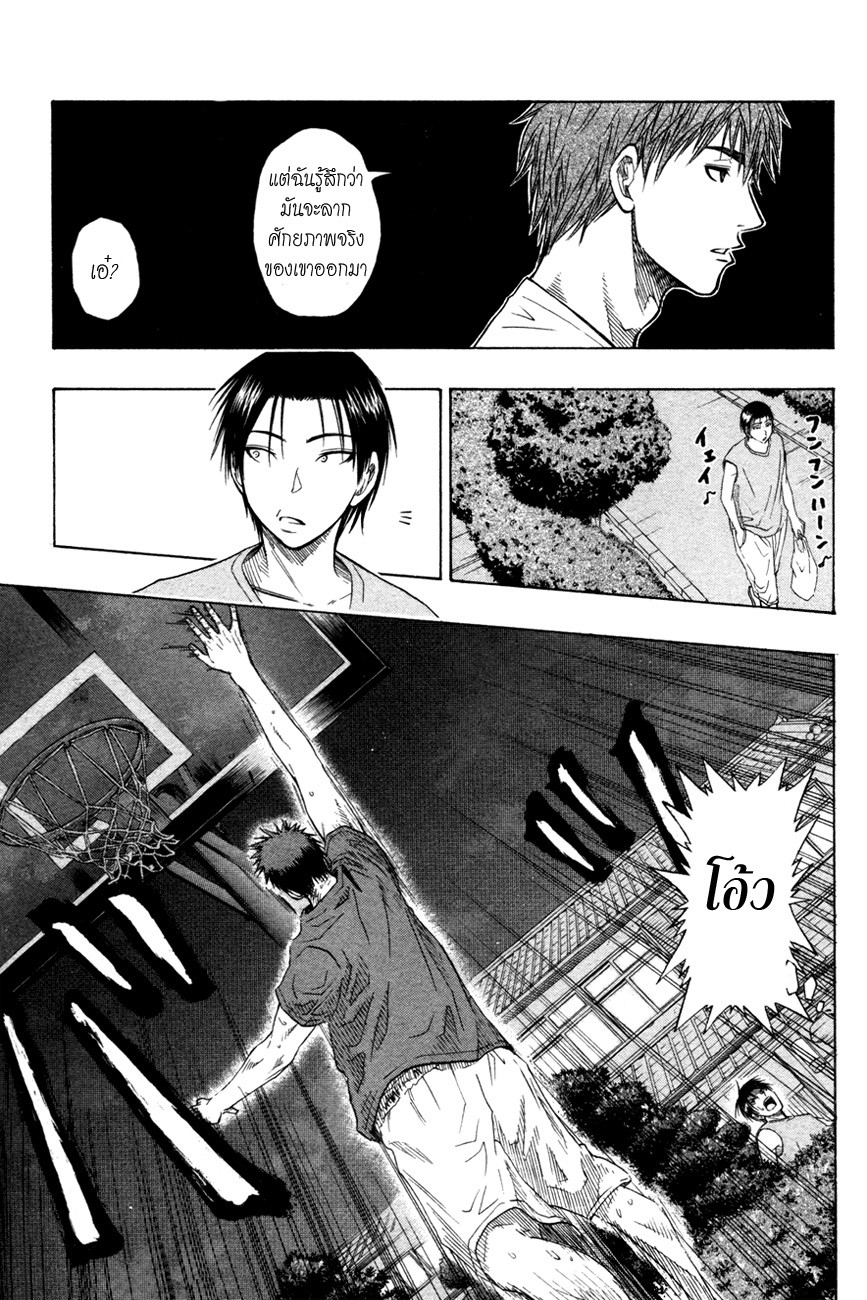 แต่ฉันรู้สึกว่า
มันจะลาก
ศักยภาพจริง
ของเขาออกมา
เอ๋?
フンフンハーン♪
イェイ♪
โอ้ว